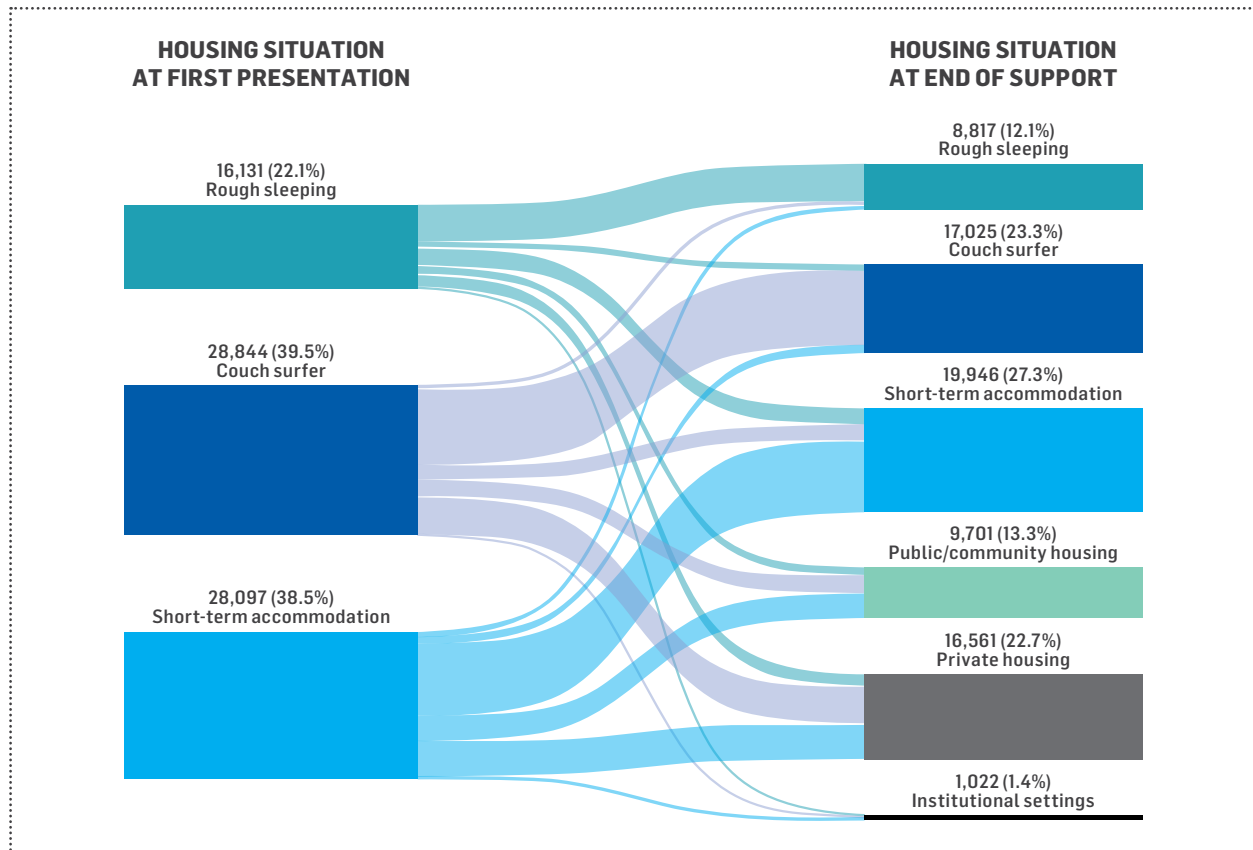 HOUSING SITUATION
AT FIRST PRESENTATION
16,131 (22.1%)
Rough sleeping
28,844 (39.5%)
Couch surfer
28,097 (38.5%)
Short-term accommodation
HOUSING SITUATION
AT END OF SUPPORT
8,817 (12.1%)
Rough sleeping
17,025 (23.3%)
Couch surfer
19,946 (27.3%)
Short-term accommodation
9,701 (13.3%)
Public/community housing
16,561 (22.7%)
Private housing
1,022 (1.4%)
Institutional settings